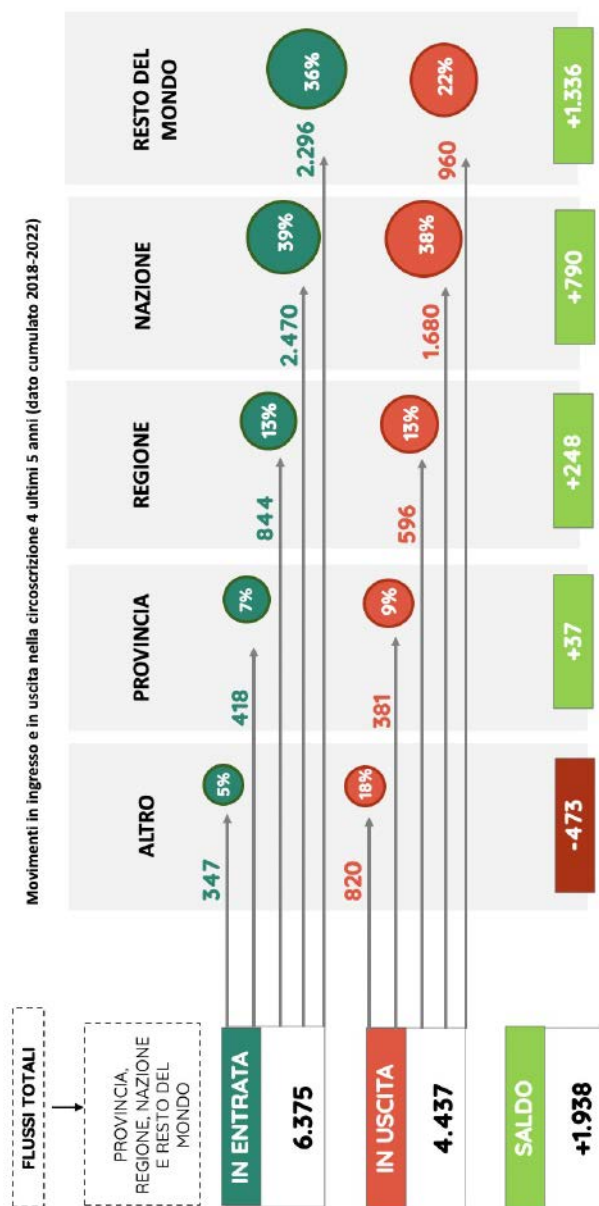 Movimenti in ingresso e in uscita nella circoscrizione 4 ultimi 5 anni (dato cumulato 2018-2022)
FLUSSI TOTALI
PROVINCIA,
REGIONE, NAZIONE
E RESTO DEL
MONDO
ALTRO
PROVINCIA
REGIONE
NAZIONE
RESTO DEL
MONDO
IN ENTRATA
6.375
347
5%
418
7%
844
13%
2.470
39%
2.296
36%
IN USCITA
4.437
820
18%
381
9%
596
13%
1.680
38%
960
22%
SALDO
+1.938
-473
+37
+248
+790
+1.336